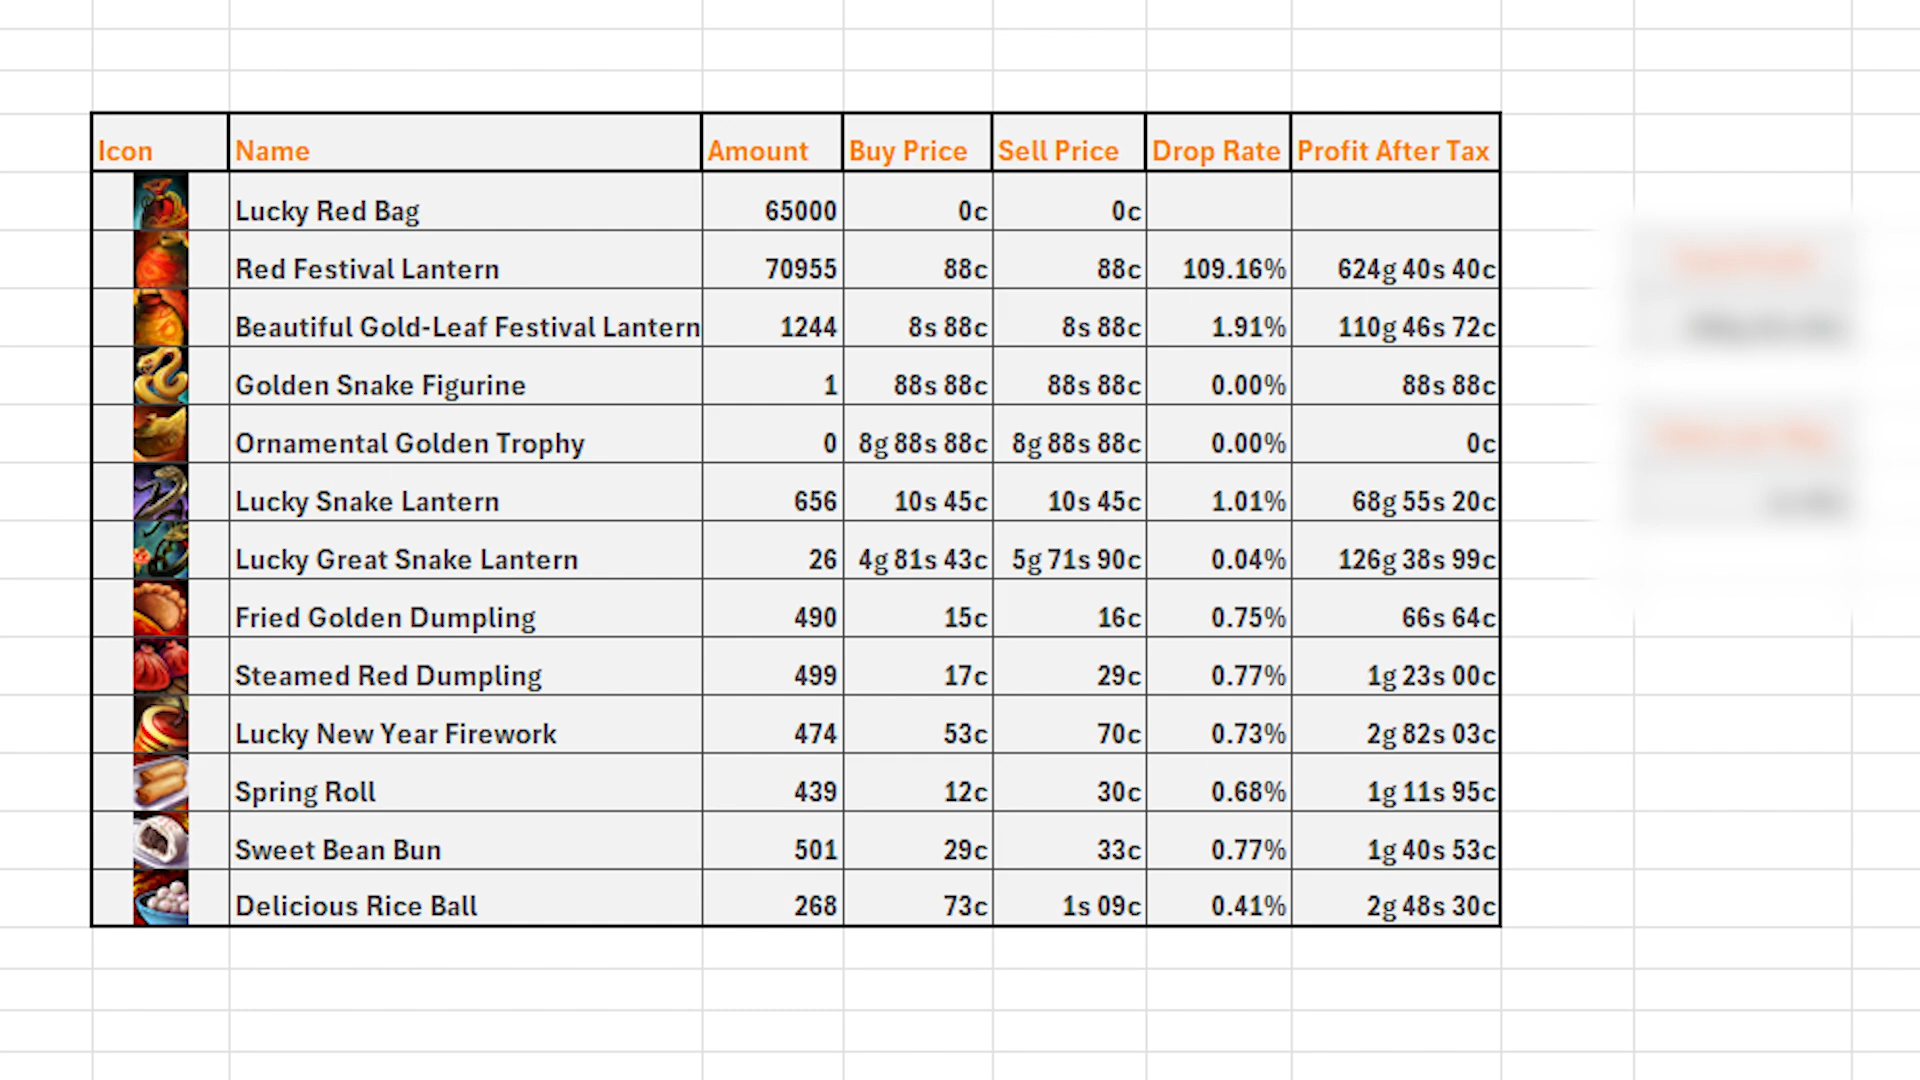 Icon Name Amount Buy Price Sell Price Drop Rate Profit After Tax
Lucky Red Bag 65000 0c 0c
Red Festival Lantern 70955 88c 88c 109.16% 624g 40s 40c
Beautiful Gold-Leaf Festival Lantern 1244 8s 88c 8s 88c 1.91% 110g 46s 72c
Golden Snake Figurine 1 88s 88c 88s 88c 0.00% 88s 88c
Ornamental Golden Trophy 0 8g 88s 88c 8g 88s 88c 0.00% 0c
Lucky Snake Lantern 656 10s 45c 10s 45c 1.01% 68g 55s 20c
Lucky Great Snake Lantern 26 4g 81s 43c 5g 71s 90c 0.04% 126g 38s 99c
Fried Golden Dumpling 490 15c 16c 0.75% 66s 64c
Steamed Red Dumpling 499 17c 29c 0.77% 1g 23s 00c
Lucky New Year Firework 474 53c 70c 0.73% 2g 82s 03c
Spring Roll 439 12c 30c 0.68% 1g 11s 95c
Sweet Bean Bun 501 29c 33c 0.77% 1g 40s 53c
Delicious Rice Ball 268 73c 1s 09c 0.41% 2g 48s 30c